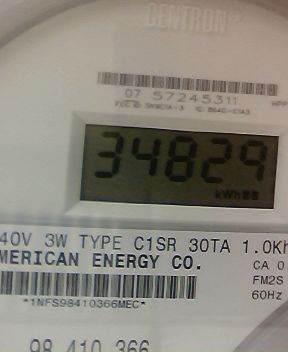 CENTRON
07 57245311
34829
kWh
40V 3W TYPE C1SR 30TA 1.0Kh
MERICAN ENERGY CO.
CA 0
FM2S
60Hz
*1NFS98410366MEC*
98 410 366